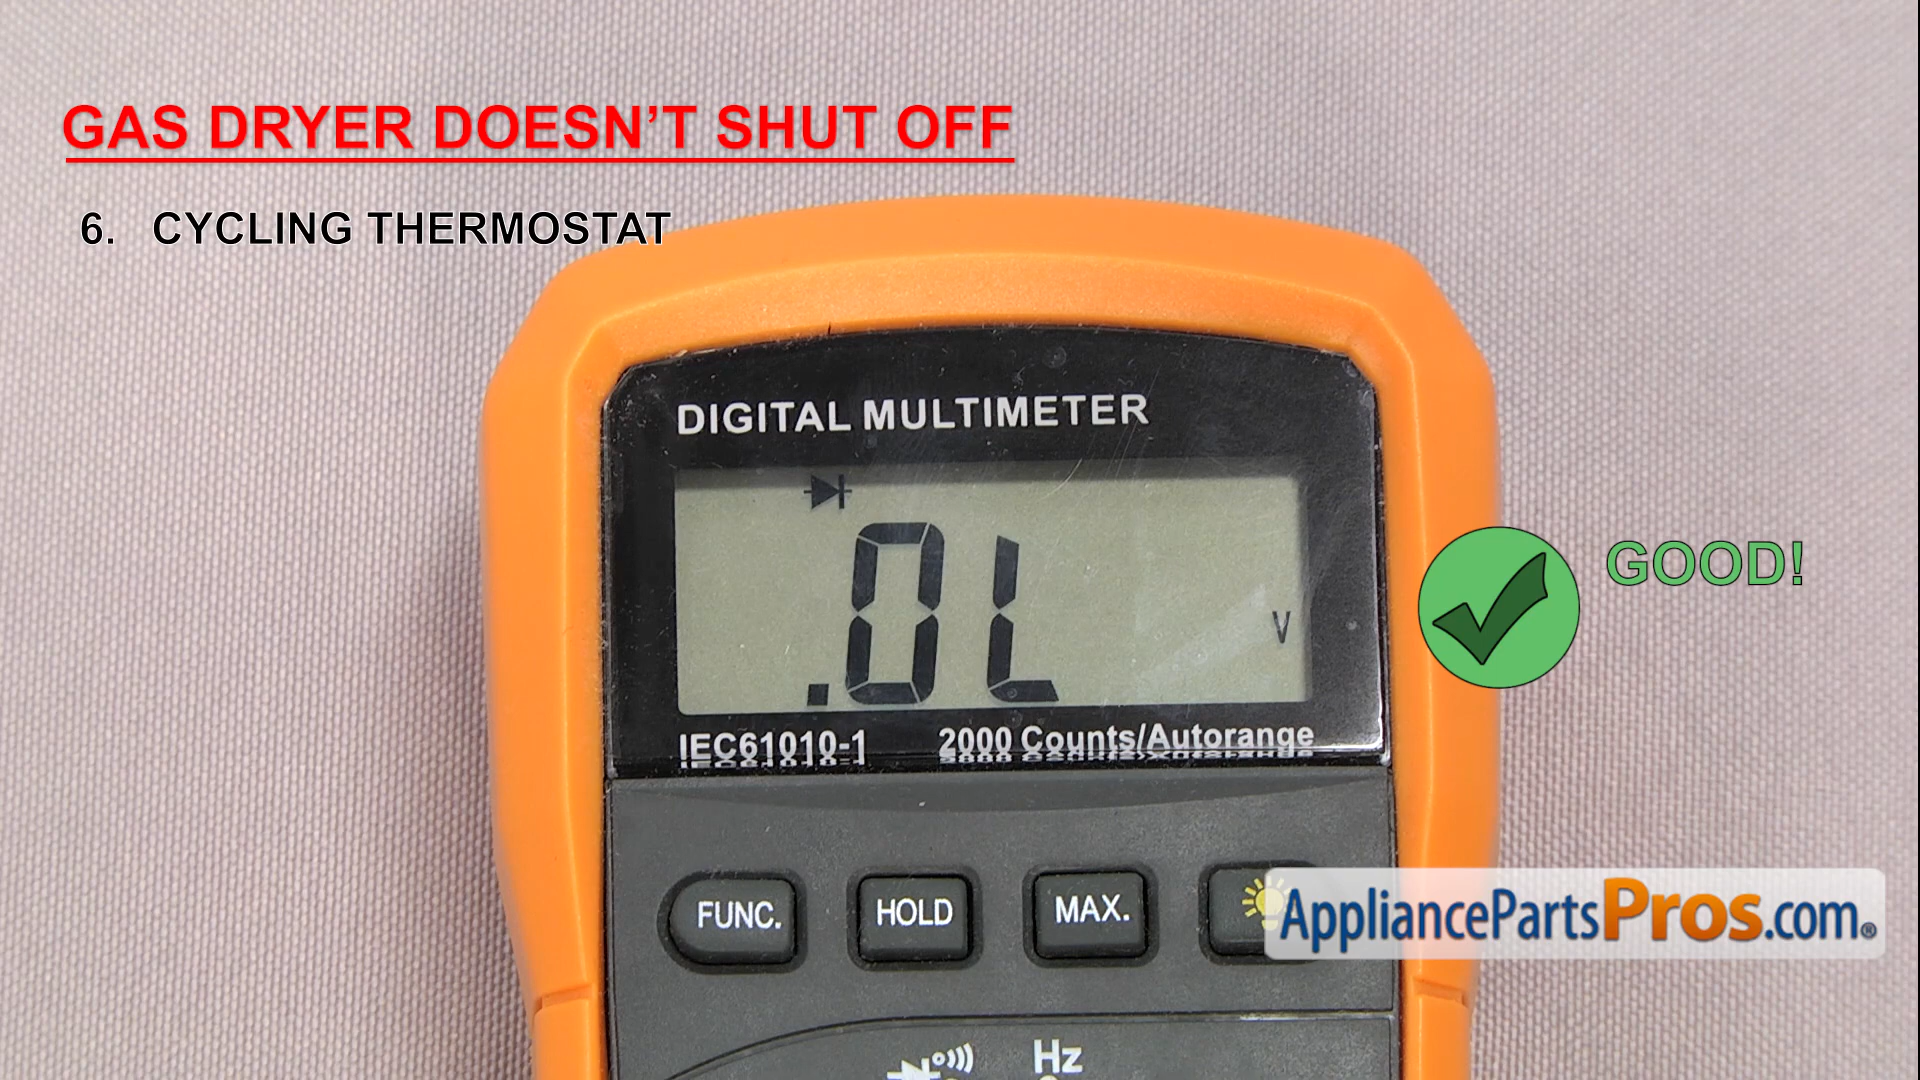 GAS DRYER DOESN'T SHUT OFF
6. CYCLING THERMOSTAT
DIGITAL MULTIMETER
.0L
V
GOOD!
IEC61010-1 2000 Counts/Autorange
FUNC. HOLD MAX.
AppliancePartsPros.com®
Hz